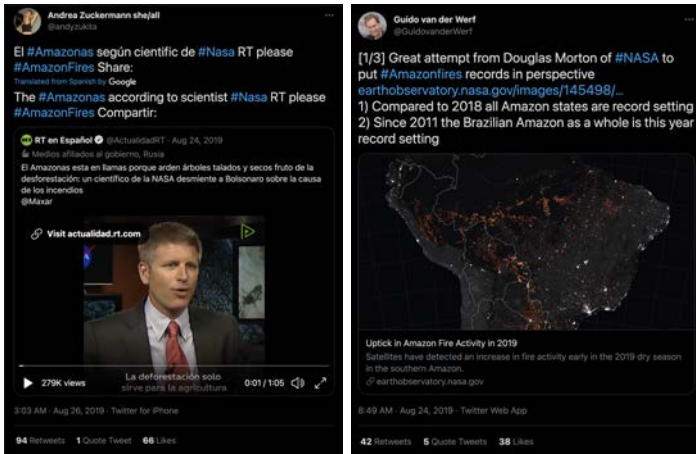 Andrea Zuckermann she/all
@andyzukita
El #Amazonas según cientific de #Nasa RT please
#AmazonFires Share:
Translated from Spanish by Google
The #Amazonas according to scientist #Nasa RT please
#AmazonFires Compartir:
RT en Español @ActualidadRT · Aug 24, 2019
Medios afiliados al gobierno, Rusia
El Amazonas esta en llamas porque arden árboles talados y secos fruto de la
deforestación: un científico de la NASA desmiente a Bolsonaro sobre la causa
de los incendios
@Maxar
Visit actualidad.rt.com
La deforestación solo
sirve para la agricultura
279K views
0:01 / 1:05
3:03 AM · Aug 26, 2019 · Twitter for iPhone
94 Retweets 1 Quote Tweet 66 Likes
Guido van der Werf
@GuidovanderWerf
[1/3] Great attempt from Douglas Morton of #NASA to
put #Amazonfires records in perspective
earthobservatory.nasa.gov/images/145498/...
1) Compared to 2018 all Amazon states are record setting
2) Since 2011 the Brazilian Amazon as a whole is this year
record setting
Uptick in Amazon Fire Activity in 2019
Satellites have detected an increase in fire activity early in the 2019 dry season
in the southern Amazon.
earthobservatory.nasa.gov
8:49 AM · Aug 24, 2019 · Twitter Web App
42 Retweets 5 Quote Tweets 38 Likes